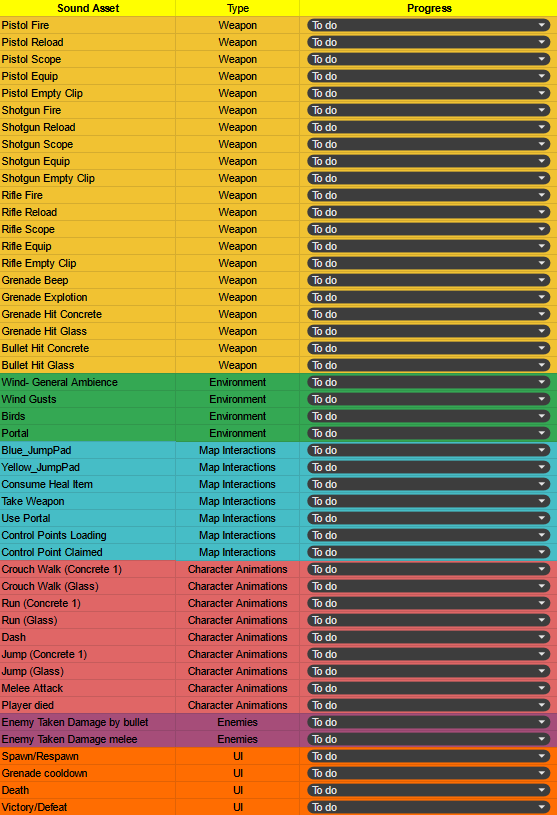 Sound Asset Type Progress
Pistol Fire Weapon To do
Pistol Reload Weapon To do
Pistol Scope Weapon To do
Pistol Equip Weapon To do
Pistol Empty Clip Weapon To do
Shotgun Fire Weapon To do
Shotgun Reload Weapon To do
Shotgun Scope Weapon To do
Shotgun Equip Weapon To do
Shotgun Empty Clip Weapon To do
Rifle Fire Weapon To do
Rifle Reload Weapon To do
Rifle Scope Weapon To do
Rifle Equip Weapon To do
Rifle Empty Clip Weapon To do
Grenade Beep Weapon To do
Grenade Explotion Weapon To do
Grenade Hit Concrete Weapon To do
Grenade Hit Glass Weapon To do
Bullet Hit Concrete Weapon To do
Bullet Hit Glass Weapon To do
Wind- General Ambience Environment To do
Wind Gusts Environment To do
Birds Environment To do
Portal Environment To do
Blue_JumpPad Map Interactions To do
Yellow_JumpPad Map Interactions To do
Consume Heal Item Map Interactions To do
Take Weapon Map Interactions To do
Use Portal Map Interactions To do
Control Points Loading Map Interactions To do
Control Point Claimed Map Interactions To do
Crouch Walk (Concrete 1) Character Animations To do
Crouch Walk (Glass) Character Animations To do
Run (Concrete 1) Character Animations To do
Run (Glass) Character Animations To do
Dash Character Animations To do
Jump (Concrete 1) Character Animations To do
Jump (Glass) Character Animations To do
Melee Attack Character Animations To do
Player died Character Animations To do
Enemy Taken Damage by bullet Enemies To do
Enemy Taken Damage melee Enemies To do
Spawn/Respawn UI To do
Grenade cooldown UI To do
Death UI To do
Victory/Defeat UI To do